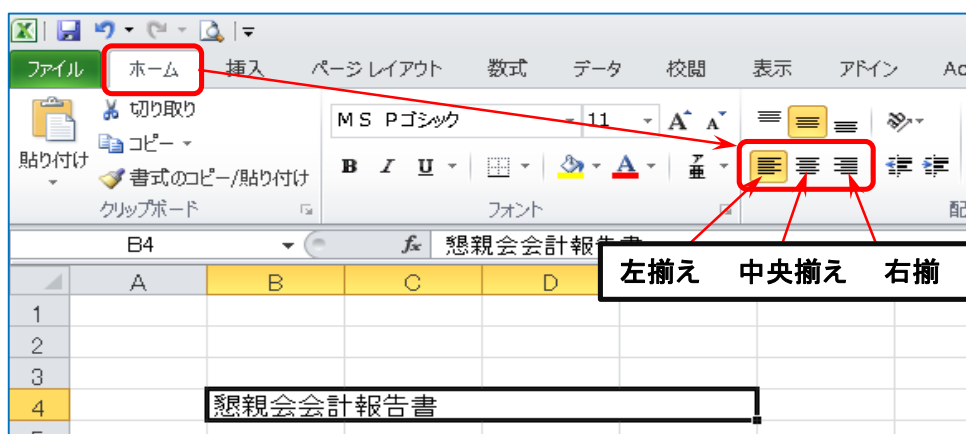 ファイル ホーム 挿入 ページ レイアウト 数式 データ 校閲 表示 アドイン Ac
切り取り
コピー
書式のコピー/貼り付け
貼り付け
クリップボード
ＭＳ Ｐゴシック 11 A A
B I U A 亜
フォント 配
B4 fx 懇親会会計報告書
左揃え 中央揃え 右揃
A B C D
1
2
3
4 懇親会会計報告書